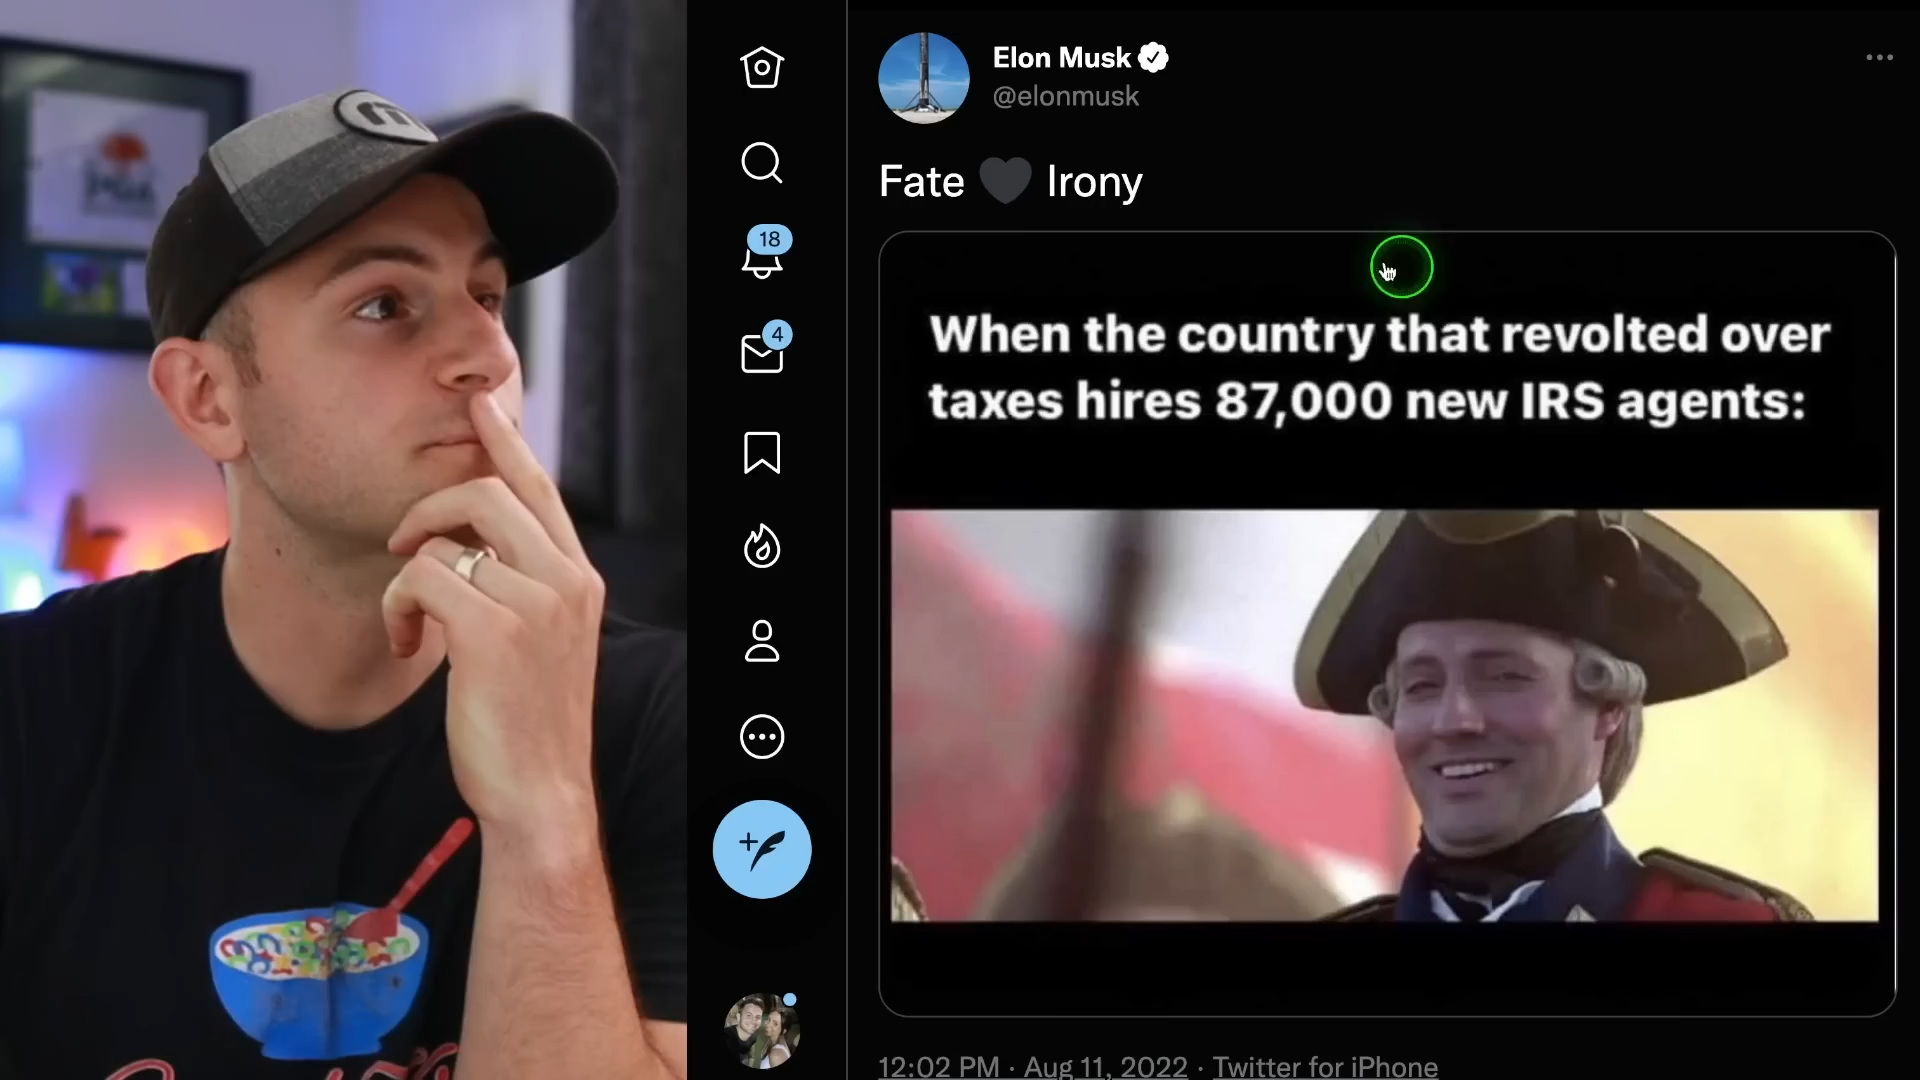 18
4
Elon Musk
@elonmusk
Fate 🖤 Irony
When the country that revolted over
taxes hires 87,000 new IRS agents:
12:02 PM · Aug 11, 2022 · Twitter for iPhone